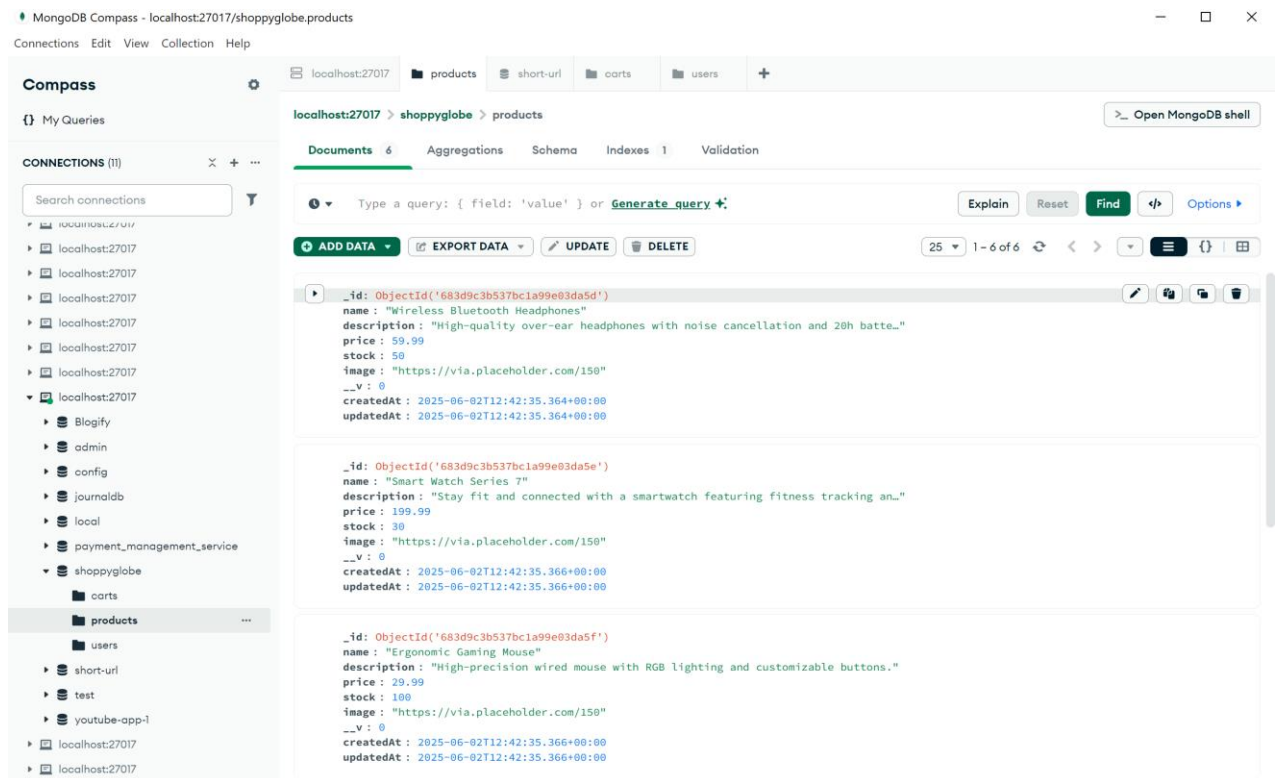 MongoDB Compass - localhost:27017/shoppyglobe.products
Connections Edit View Collection Help
Compass
{} My Queries
CONNECTIONS (11)
Search connections
localhost:27017
localhost:27017
localhost:27017
localhost:27017
localhost:27017
localhost:27017
localhost:27017
localhost:27017
Blogify
admin
config
journaldb
local
payment_management_service
shoppyglobe
carts
products
users
short-url
test
youtube-app-1
localhost:27017
localhost:27017
localhost:27017 products short-url carts users
localhost:27017 > shoppyglobe > products
>_ Open MongoDB shell
Documents 6 Aggregations Schema Indexes 1 Validation
Type a query: { field: 'value' } or Generate query
Explain Reset Find </> Options
ADD DATA EXPORT DATA UPDATE DELETE
25 1 – 6 of 6 {}
_id: ObjectId('683d9c3b537bc1a99e03da5d')
name : "Wireless Bluetooth Headphones"
description : "High-quality over-ear headphones with noise cancellation and 20h batte…"
price : 59.99
stock : 50
image : "https://via.placeholder.com/150"
__v : 0
createdAt : 2025-06-02T12:42:35.364+00:00
updatedAt : 2025-06-02T12:42:35.364+00:00
_id: ObjectId('683d9c3b537bc1a99e03da5e')
name : "Smart Watch Series 7"
description : "Stay fit and connected with a smartwatch featuring fitness tracking an…"
price : 199.99
stock : 30
image : "https://via.placeholder.com/150"
__v : 0
createdAt : 2025-06-02T12:42:35.366+00:00
updatedAt : 2025-06-02T12:42:35.366+00:00
_id: ObjectId('683d9c3b537bc1a99e03da5f')
name : "Ergonomic Gaming Mouse"
description : "High-precision wired mouse with RGB lighting and customizable buttons."
price : 29.99
stock : 100
image : "https://via.placeholder.com/150"
__v : 0
createdAt : 2025-06-02T12:42:35.366+00:00
updatedAt : 2025-06-02T12:42:35.366+00:00